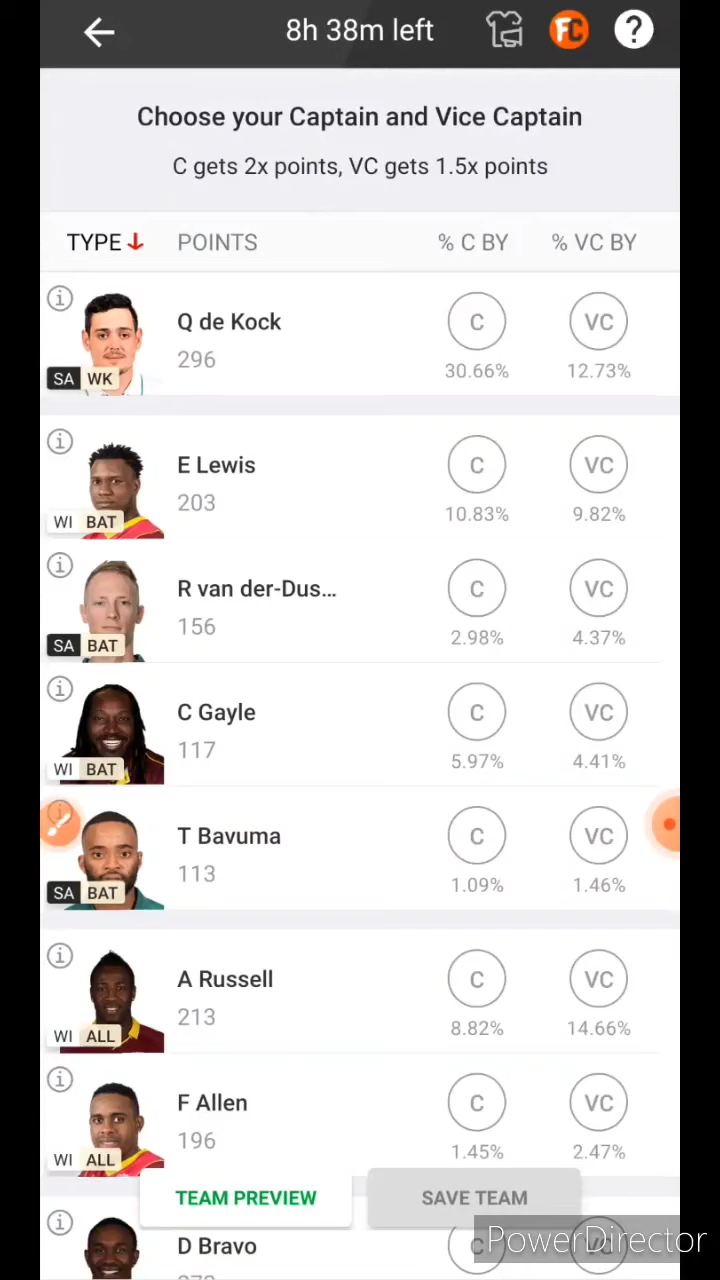 8h 38m left
FC
?
Choose your Captain and Vice Captain
C gets 2x points, VC gets 1.5x points
TYPE POINTS % C BY % VC BY
Q de Kock C VC
296 30.66% 12.73%
SA WK
E Lewis C VC
203 10.83% 9.82%
WI BAT
R van der-Dus... C VC
156 2.98% 4.37%
SA BAT
C Gayle C VC
117 5.97% 4.41%
WI BAT
T Bavuma C VC
113 1.09% 1.46%
SA BAT
A Russell C VC
213 8.82% 14.66%
WI ALL
F Allen C VC
196 1.45% 2.47%
WI ALL
TEAM PREVIEW SAVE TEAM
D Bravo C VC
PowerDirector